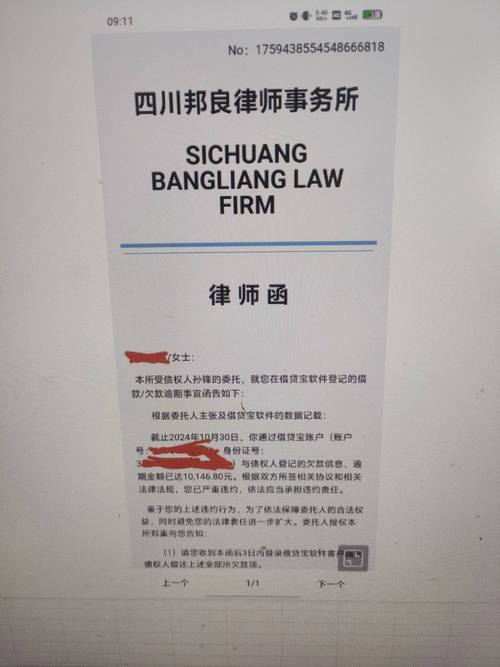 09:11
No：1759438554548666818
四川邦良律师事务所
SICHUANG
BANGLIANG LAW
FIRM
律师函
/女士：
本所受债权人孙锋的委托，就您在借贷宝软件登记的借
款/欠款逾期事宜函告如下：
根据委托人主张及借贷宝软件的数据记载：
截止2024年10月30日，你通过借贷宝账户（账户
号： 身份证号：
3 ）与债权人登记的欠款信息，逾
期金额已达10,146.80元。根据双方所签相关协议和相关
法律法规，您已严重违约，依法应当承担违约责任。
鉴于您的上述违约行为，为了依法保障委托人的合法权
益，同时避免您的法律责任进一步扩大。委托人授权本
所郑重向您告知：
（1）请您收到本函后3日内登录借贷宝软件客户端
债权人偿还上述全部所欠款项。
上一个 1/1 下一个